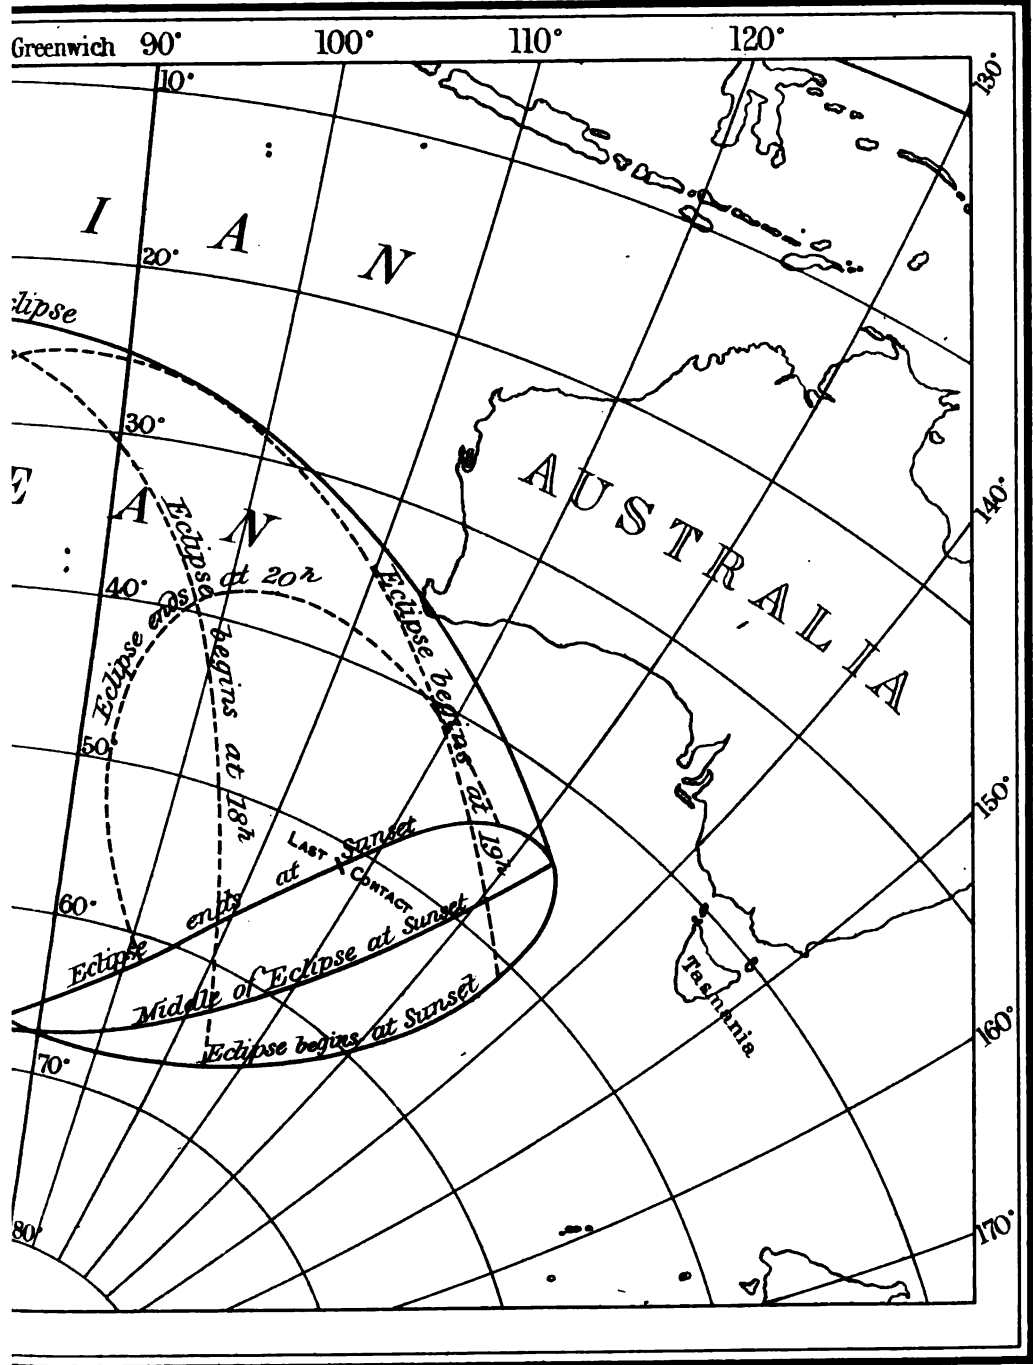 Greenwich 90° 100° 110° 120°
130°
10°
I A N
20°
clipse
30°
E A N
AUSTRALIA
140°
Eclipse begins at 18h
Eclipse ends at 20h
40°
Eclipse begins at 19h
50°
150°
LAST CONTACT
Eclipse ends at Sunset
60°
Middle of Eclipse at Sunset
Tasmania
Eclipse begins at Sunset
160°
70°
170°
80°